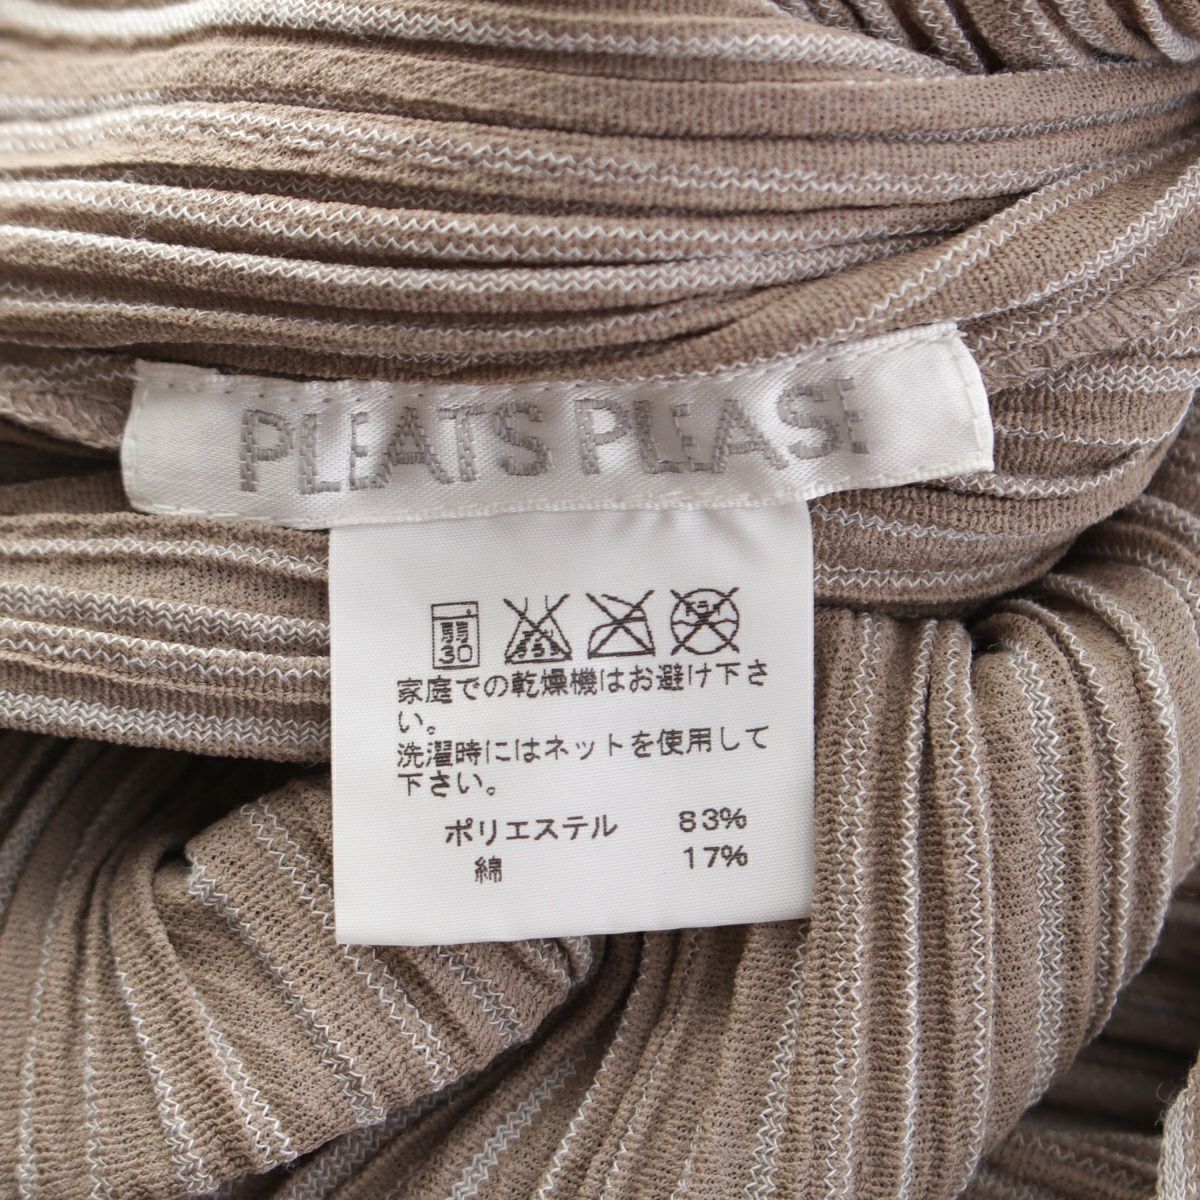 PLEATS PLEASE
弱
30
家庭での乾燥機はお避け下さ
い。
洗濯時にはネットを使用して
下さい。
ポリエステル 83%
綿 17%